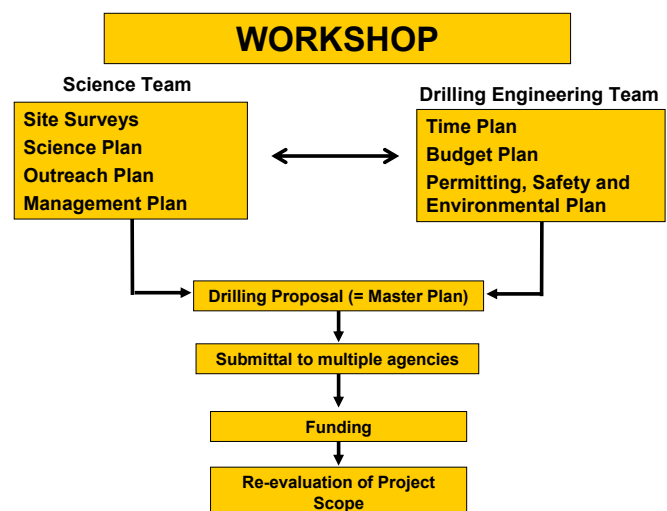 WORKSHOP
Science Team
Site Surveys
Science Plan
Outreach Plan
Management Plan
Drilling Engineering Team
Time Plan
Budget Plan
Permitting, Safety and
Environmental Plan
Drilling Proposal (= Master Plan)
Submittal to multiple agencies
Funding
Re-evaluation of Project
Scope